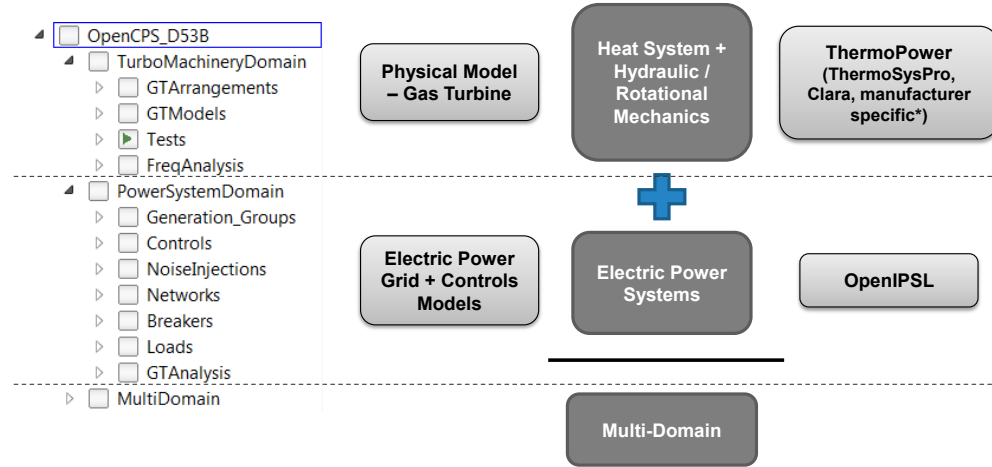 OpenCPS_D53B
TurboMachineryDomain
GTArrangements
GTModels
Tests
FreqAnalysis
PowerSystemDomain
Generation_Groups
Controls
NoiseInjections
Networks
Breakers
Loads
GTAnalysis
MultiDomain
Physical Model
– Gas Turbine
Heat System +
Hydraulic /
Rotational
Mechanics
ThermoPower
(ThermoSysPro,
Clara, manufacturer
specific*)
Electric Power
Grid + Controls
Models
Electric Power
Systems
OpenIPSL
Multi-Domain